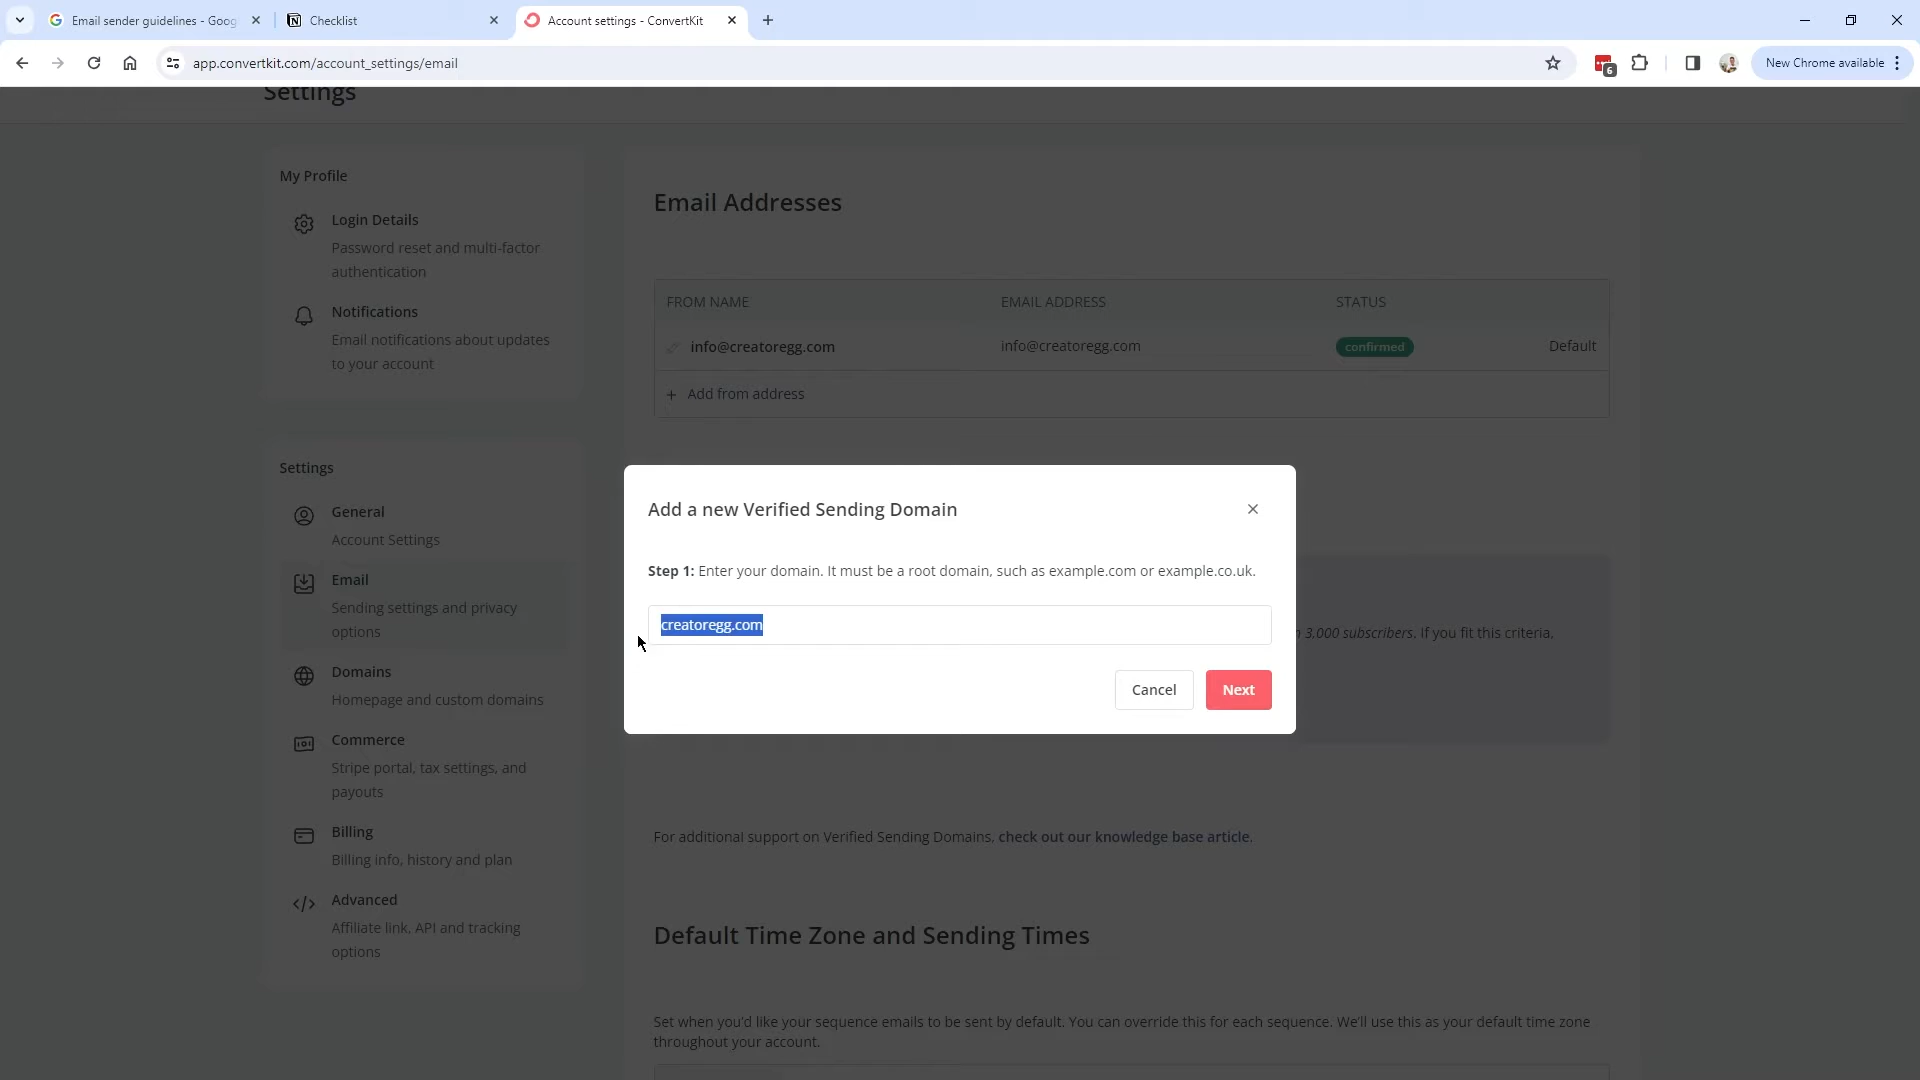 Email sender guidelines - Goog
Checklist
Account settings - ConvertKit
app.convertkit.com/account_settings/email
6
New Chrome available
Settings
My Profile
Login Details
Password reset and multi-factor
authentication
Notifications
Email notifications about updates
to your account
Settings
General
Account Settings
Email
Sending settings and privacy
options
Domains
Homepage and custom domains
Commerce
Stripe portal, tax settings, and
payouts
Billing
Billing info, history and plan
Advanced
Affiliate link, API and tracking
options
Email Addresses
FROM NAME EMAIL ADDRESS STATUS
info@creatoregg.com info@creatoregg.com confirmed Default
+ Add from address
Add a new Verified Sending Domain
Step 1: Enter your domain. It must be a root domain, such as example.com or example.co.uk.
creatoregg.com
Cancel Next
3,000 subscribers. If you fit this criteria,
For additional support on Verified Sending Domains, check out our knowledge base article.
Default Time Zone and Sending Times
Set when you'd like your sequence emails to be sent by default. You can override this for each sequence. We'll use this as your default time zone
throughout your account.